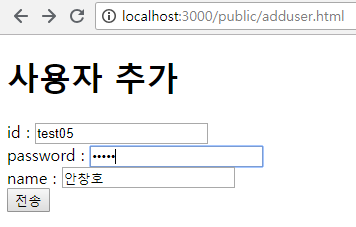 localhost:3000/public/adduser.html
사용자 추가
id : test05
password : •••••
name : 안창호
전송